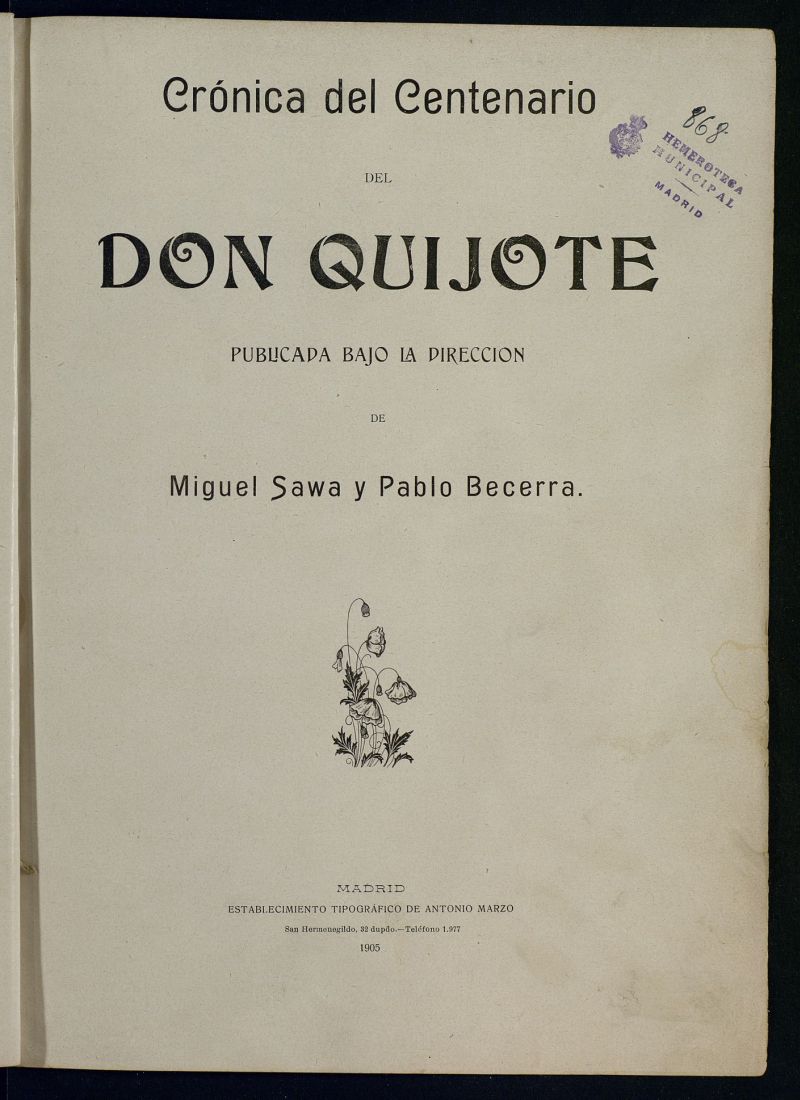 Crónica del Centenario
868
HEMEROTECA
MUNICIPAL
MADRID
DEL
DON QUIJOTE
PUBLICADA BAJO LA DIRECCION
DE
Miguel Sawa y Pablo Becerra.
MADRID
ESTABLECIMIENTO TIPOGRÁFICO DE ANTONIO MARZO
San Hermenegildo, 32 dupdo.—Teléfono 1.977
1905